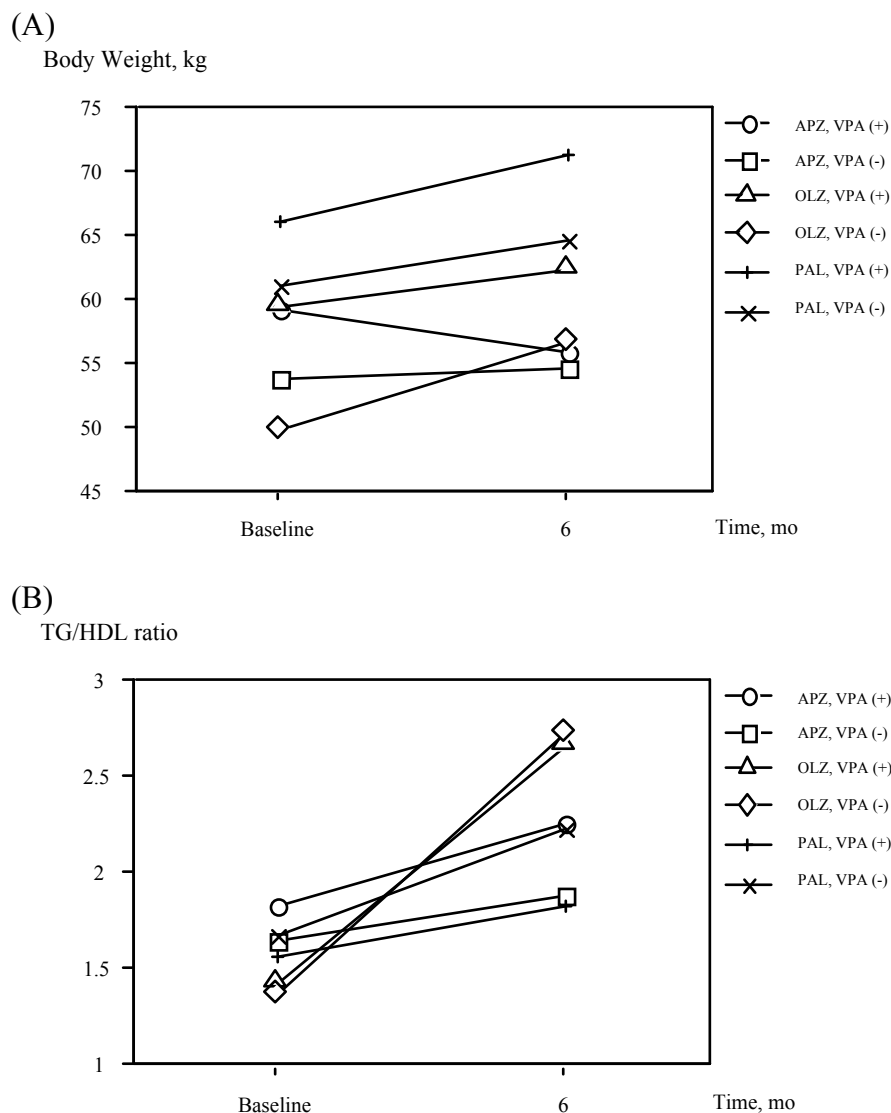 (A)
Body Weight, kg
75
70
65
60
55
50
45
Baseline
6
Time, mo
APZ, VPA (+)
APZ, VPA (-)
OLZ, VPA (+)
OLZ, VPA (-)
PAL, VPA (+)
PAL, VPA (-)
(B)
TG/HDL ratio
3
2.5
2
1.5
1
Baseline
6
Time, mo
APZ, VPA (+)
APZ, VPA (-)
OLZ, VPA (+)
OLZ, VPA (-)
PAL, VPA (+)
PAL, VPA (-)